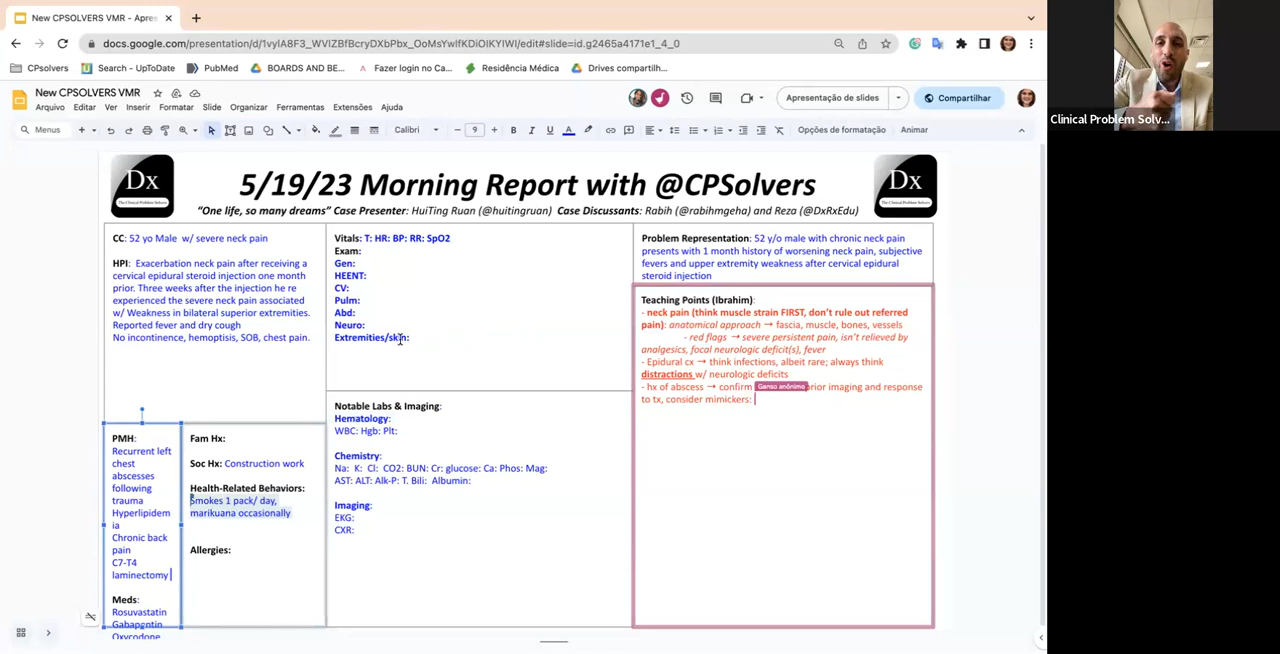 New CPSOLVERS VMR - Apres
docs.google.com/presentation/d/1vyIA8F3_WVIZBfBcryDXbPbx_OoMsYwIfKDiOIKYIWI/edit#slide=id.g2465a4171e1_4_0
CPsolvers
Search - UpToDate
PubMed
BOARDS AND BE...
Fazer login no Ca...
Residência Médica
Drives compartilh...
New CPSOLVERS VMR
Arquivo Editar Ver Inserir Formatar Slide Organizar Ferramentas Extensões Ajuda
Apresentação de slides
Compartilhar
Menus
Calibri
9
Opções de formatação
Animar
Clinical Problem Solv...
Dx
The Clinical Problem Solvers
5/19/23 Morning Report with @CPSolvers
"One life, so many dreams" Case Presenter: HuiTing Ruan (@huitingruan) Case Discussants: Rabih (@rabihmgeha) and Reza (@DxRxEdu)
Dx
The Clinical Problem Solvers
CC: 52 yo Male w/ severe neck pain
HPI: Exacerbation neck pain after receiving a
cervical epidural steroid injection one month
prior. Three weeks after the injection he re
experienced the severe neck pain associated
w/ Weakness in bilateral superior extremities.
Reported fever and dry cough
No incontinence, hemoptisis, SOB, chest pain.
PMH:
Recurrent left
chest
abscesses
following
trauma
Hyperlipidem
ia
Chronic back
pain
C7-T4
laminectomy
Meds:
Rosuvastatin
Gabapentin
Oxycodone
Fam Hx:
Soc Hx: Construction work
Health-Related Behaviors:
Smokes 1 pack/ day,
marikuana occasionally
Allergies:
Vitals: T: HR: BP: RR: SpO2
Exam:
Gen:
HEENT:
CV:
Pulm:
Abd:
Neuro:
Extremities/skin:
Notable Labs & Imaging:
Hematology:
WBC: Hgb: Plt:
Chemistry:
Na: K: Cl: CO2: BUN: Cr: glucose: Ca: Phos: Mag:
AST: ALT: Alk-P: T. Bili: Albumin:
Imaging:
EKG:
CXR:
Problem Representation: 52 y/o male with chronic neck pain
presents with 1 month history of worsening neck pain, subjective
fevers and upper extremity weakness after cervical epidural
steroid injection
Teaching Points (Ibrahim):
- neck pain (think muscle strain FIRST, don't rule out referred
pain): anatomical approach → fascia, muscle, bones, vessels
- red flags → severe persistent pain, isn't relieved by
analgesics, focal neurologic deficit(s), fever
- Epidural cx → think infections, albeit rare; always think
distractions w/ neurologic deficits
- hx of abscess → confirm Ganso anônimo prior imaging and response
to tx, consider mimickers: